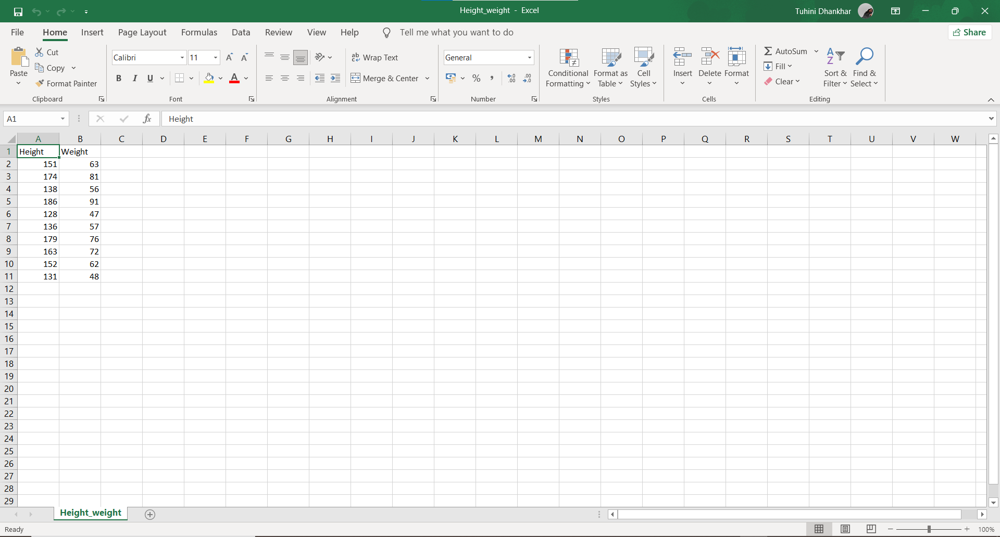 Height_weight - Excel
Tuhini Dhankhar
File Home Insert Page Layout Formulas Data Review View Help Tell me what you want to do Share
Cut
Copy
Format Painter
Paste
Clipboard
Calibri 11
A A
B I U A
Font
ab Wrap Text
Merge & Center
Alignment
General
% , .00 .00
Number
Conditional Formatting
Format as Table
Cell Styles
Styles
Insert Delete Format
Cells
Σ AutoSum
Fill
Clear
Sort & Filter
Find & Select
Editing
A1 fx Height
A B C D E F G H I J K L M N O P Q R S T U V W
1 Height Weight
2 151 63
3 174 81
4 138 56
5 186 91
6 128 47
7 136 57
8 179 76
9 163 72
10 152 62
11 131 48
12
13
14
15
16
17
18
19
20
21
22
23
24
25
26
27
28
29
Height_weight
Ready 100%